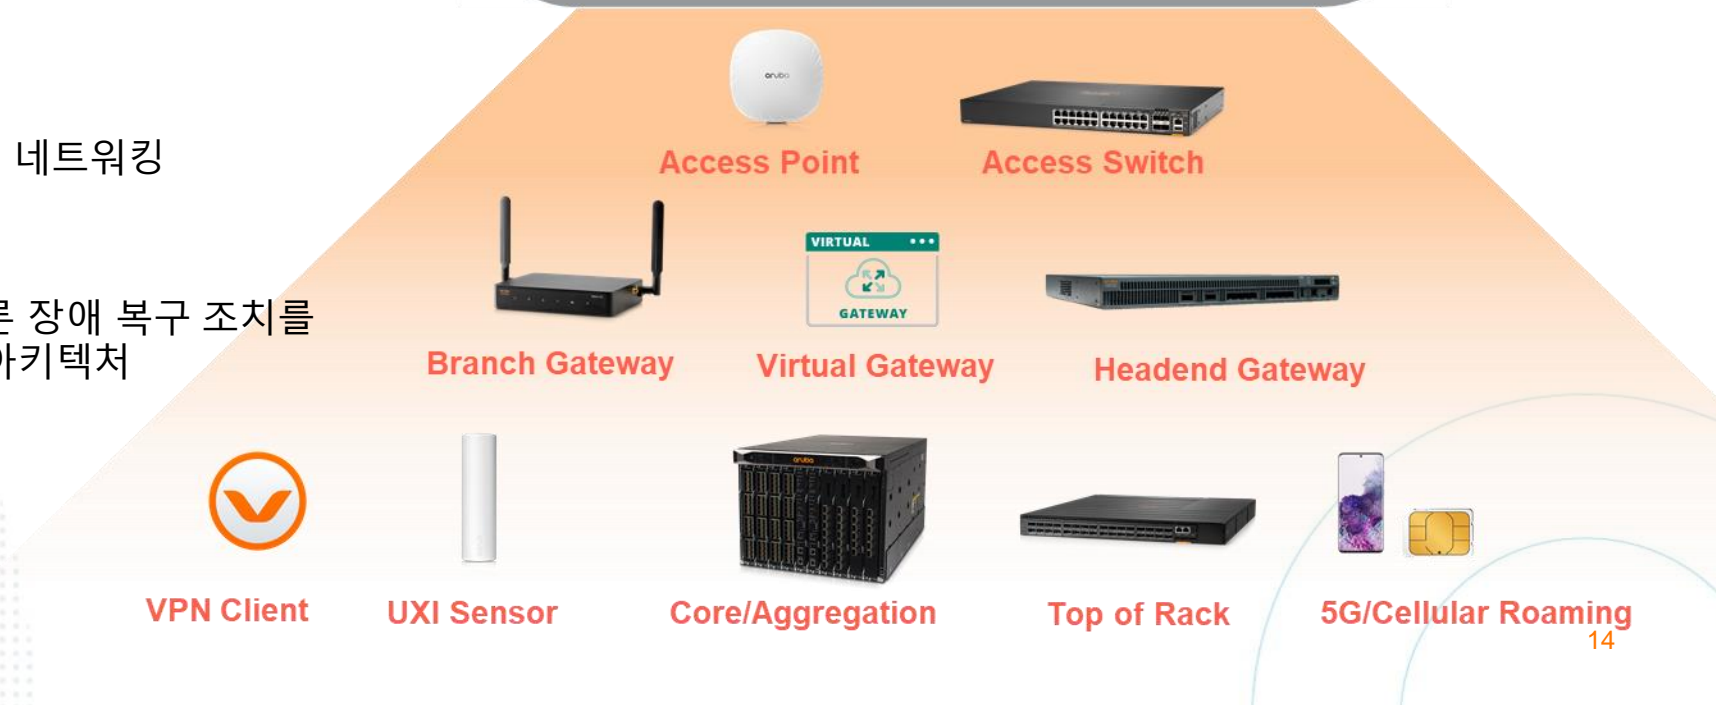 네트워킹
장애 복구 조치를
아키텍처
aruba
Access Point
Access Switch
VIRTUAL
GATEWAY
Branch Gateway
Virtual Gateway
Headend Gateway
aruba
VPN Client
UXI Sensor
Core/Aggregation
Top of Rack
5G/Cellular Roaming
14